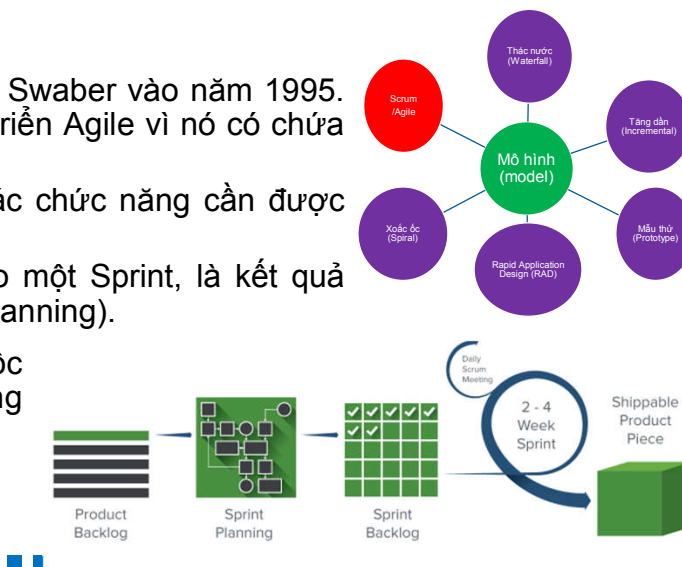 Swaber vào năm 1995.
riển Agile vì nó có chứa
ác chức năng cần được
một Sprint, là kết quả
anning).
ộc
ng
Thác nước
(Waterfall)
Scrum
/Agile
Tăng dần
(Incremental)
Mô hình
(model)
Xoắc ốc
(Spiral)
Mẫu thử
(Prototype)
Rapid Application
Design (RAD)
Daily
Scrum
Meeting
2 - 4
Week
Sprint
Shippable
Product
Piece
Product
Backlog
Sprint
Planning
Sprint
Backlog